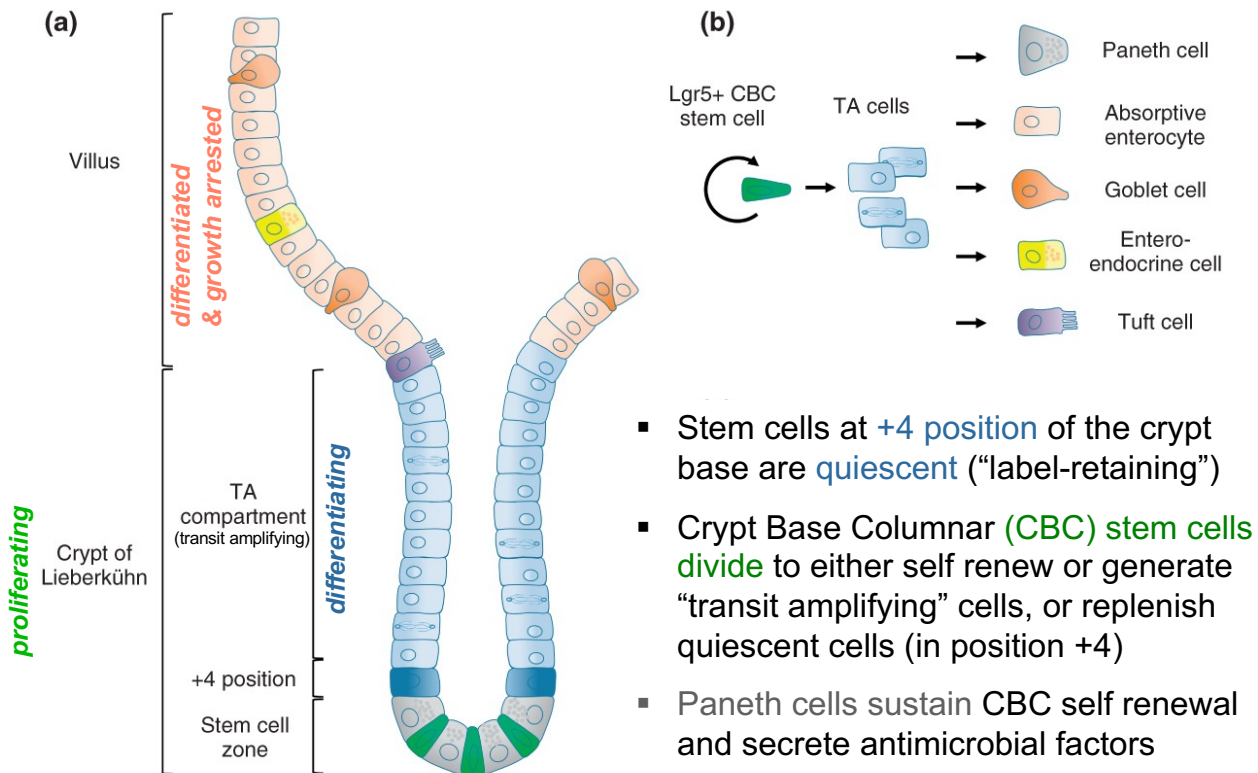 (a)
Villus
differentiated
& growth arrested
proliferating
Crypt of
Lieberkühn
TA
compartment
(transit amplifying)
differentiating
+4 position
Stem cell
zone
(b)
Lgr5+ CBC
stem cell
TA cells
Paneth cell
Absorptive
enterocyte
Goblet cell
Entero-
endocrine cell
Tuft cell
▪ Stem cells at +4 position of the crypt
base are quiescent (“label-retaining”)
▪ Crypt Base Columnar (CBC) stem cells
divide to either self renew or generate
“transit amplifying” cells, or replenish
quiescent cells (in position +4)
▪ Paneth cells sustain CBC self renewal
and secrete antimicrobial factors